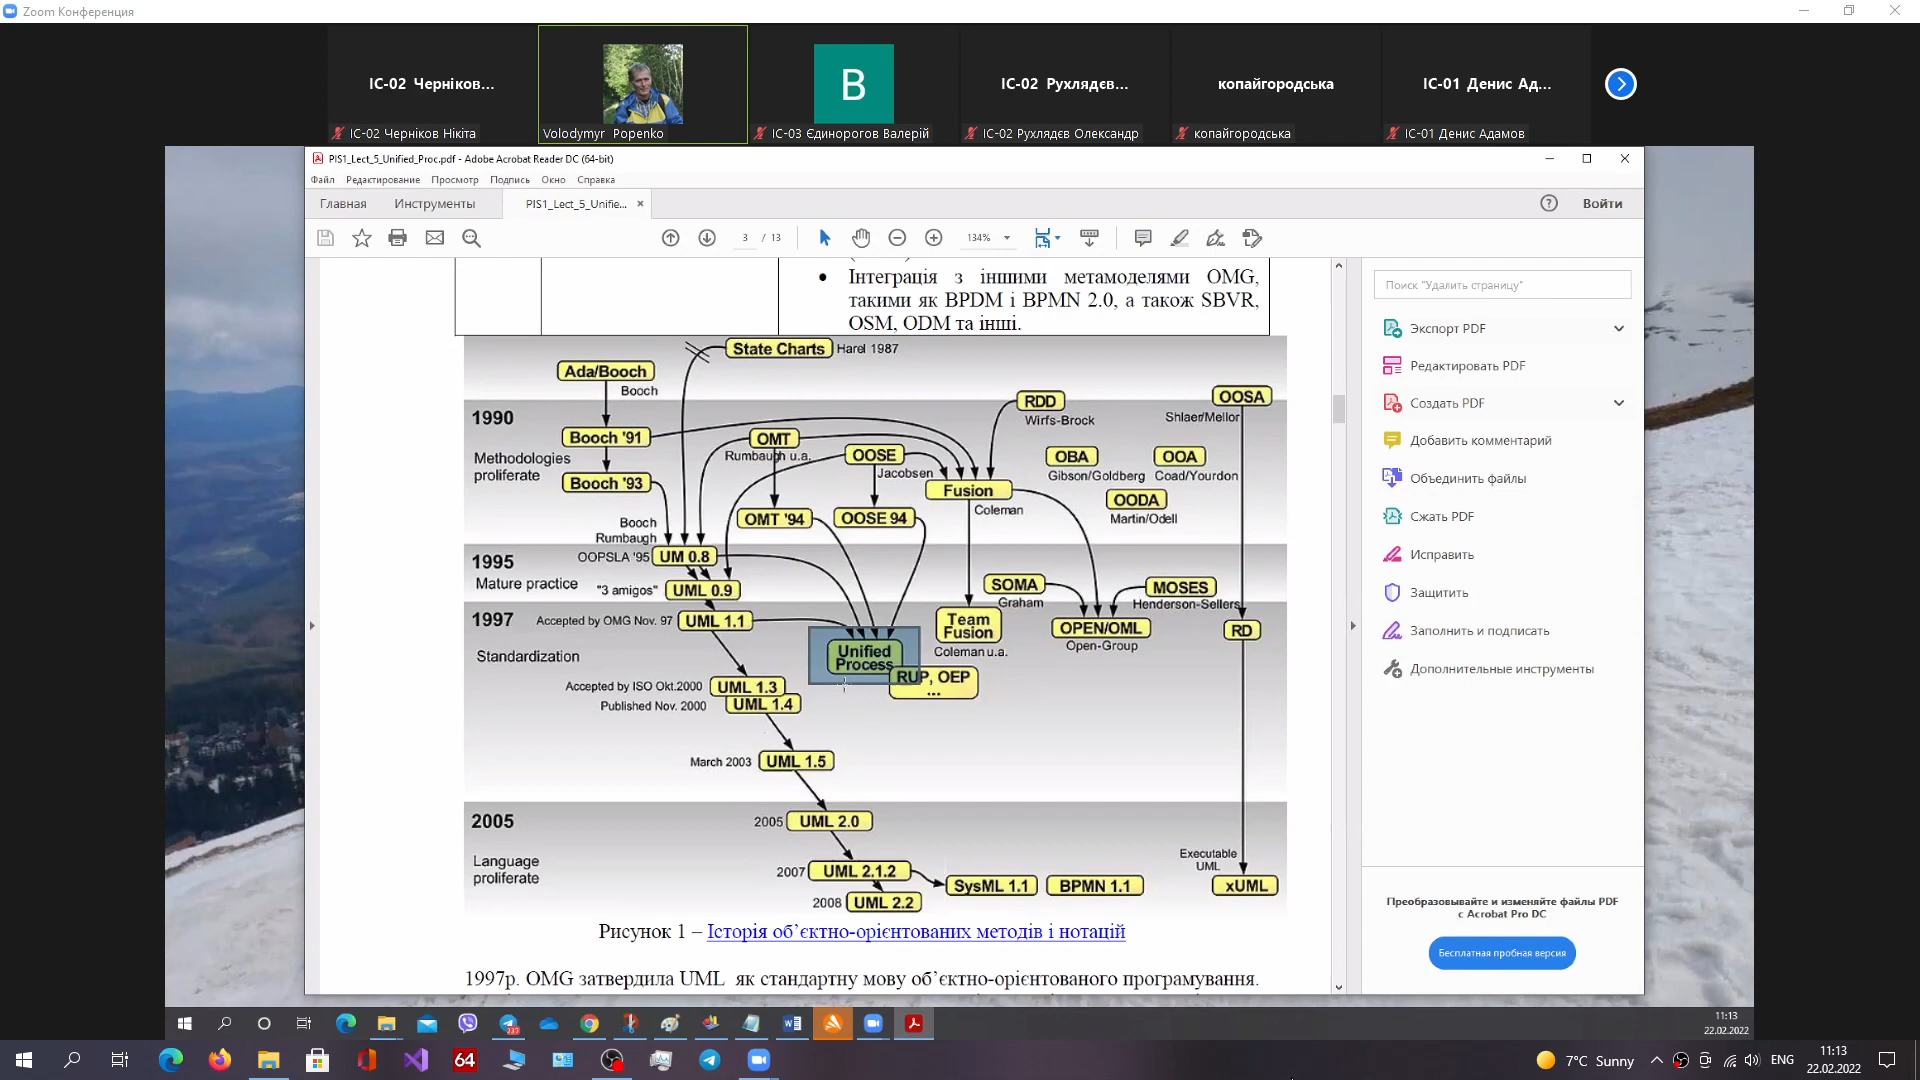 Zoom Конференция
ІС-02 Черніков...
В
ІС-02 Рухлядєв...
копайгородська
ІС-01 Денис Ад...
ІС-02 Черніков Нікіта
Volodymyr Popenko
ІС-03 Єдинорогов Валерій
ІС-02 Рухлядєв Олександр
копайгородська
ІС-01 Денис Адамов
PIS1_Lect_5_Unified_Proc.pdf - Adobe Acrobat Reader DC (64-bit)
Файл Редактирование Просмотр Подпись Окно Справка
Главная Инструменты PIS1_Lect_5_Unifie... Войти
3 / 13 134%
Інтеграція з іншими метамоделями OMG,
такими як BPDM і BPMN 2.0, а також SBVR,
OSM, ODM та інші.
State Charts Harel 1987
Ada/Booch
Booch
OOSA
Shlaer/Mellor
RDD
Wirfs-Brock
1990
Methodologies
proliferate
Booch '91
OMT
Rumbaugh u.a.
OOSE
Jacobsen
OBA
Gibson/Goldberg
OOA
Coad/Yourdon
Booch '93
Fusion
Coleman
OODA
Martin/Odell
OMT '94
OOSE 94
Booch
Rumbaugh
OOPSLA '95 UM 0.8
1995
Mature practice
"3 amigos" UML 0.9
SOMA
Graham
MOSES
Henderson-Sellers
1997
Standardization
Accepted by OMG Nov. 97 UML 1.1
Team
Fusion
Coleman u.a.
OPEN/OML
Open-Group
RD
Unified
Process
RUP, OEP
...
Accepted by ISO Okt.2000 UML 1.3
Published Nov. 2000 UML 1.4
March 2003 UML 1.5
2005
Language
proliferate
2005 UML 2.0
2007 UML 2.1.2
2008 UML 2.2
SysML 1.1
BPMN 1.1
Executable
UML
xUML
Рисунок 1 – Історія об’єктно-орієнтованих методів і нотацій
1997р. OMG затвердила UML як стандартну мову об’єктно-орієнтованого програмування.
Поиск "Удалить страницу"
Экспорт PDF
Редактировать PDF
Создать PDF
Добавить комментарий
Объединить файлы
Сжать PDF
Исправить
Защитить
Заполнить и подписать
Дополнительные инструменты
Преобразовывайте и изменяйте файлы PDF
с Acrobat Pro DC
Бесплатная пробная версия
237
11:13
22.02.2022
64
7°C Sunny
ENG
11:13
22.02.2022